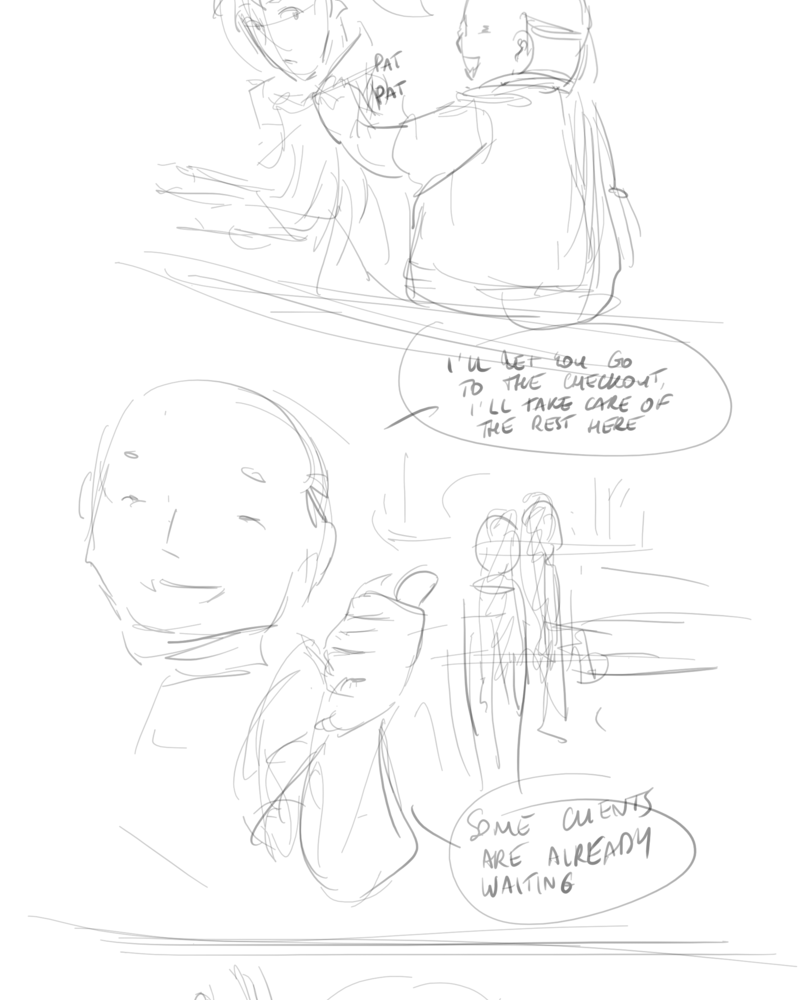 PAT
PAT
I'LL LET YOU GO
TO THE CHECKOUT,
I'LL TAKE CARE OF
THE REST HERE
SOME CLIENTS
ARE ALREADY
WAITING